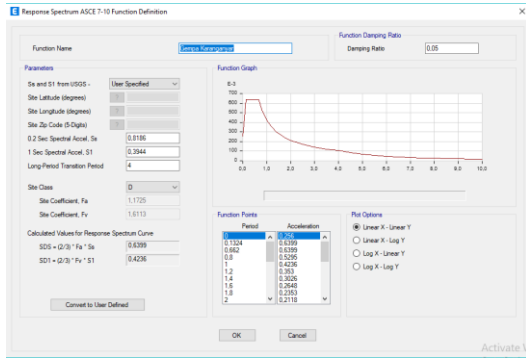 Response Spectrum ASCE 7-10 Function Definition
Function Name
Gempa Karanganyar
Function Damping Ratio
Damping Ratio
0.05
Parameters
Ss and S1 from USGS -
User Specified
Site Latitude (degrees)
?
Site Longitude (degrees)
?
Site Zip Code (5-Digits)
?
0.2 Sec Spectral Accel, Ss
0,8186
1 Sec Spectral Accel, S1
0,3944
Long-Period Transition Period
4
Site Class
D
Site Coefficient, Fa
1.1725
Site Coefficient, Fv
1.6113
Calculated Values for Response Spectrum Curve
SDS = (2/3) * Fa * Ss
0,6399
SD1 = (2/3) * Fv * S1
0,4236
Convert to User Defined
Function Graph
E-3
700
600
500
400
300
200
100
0
0,0 1,0 2,0 3,0 4,0 5,0 6,0 7,0 8,0 9,0 10,0
Function Points
Period Acceleration
0 0,256
0,1324 0,6399
0,662 0,6399
0,8 0,5295
1 0,4236
1,2 0,353
1,4 0,3026
1,6 0,2648
1,8 0,2353
2 0,2118
Plot Options
Linear X - Linear Y
Linear X - Log Y
Log X - Linear Y
Log X - Log Y
OK
Cancel
Activate